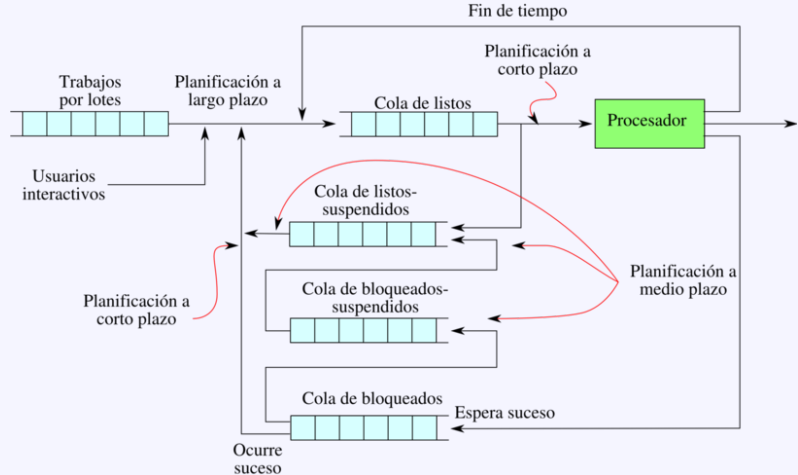 Fin de tiempo
Planificación a
corto plazo
Trabajos
por lotes
Planificación a
largo plazo
Cola de listos
Procesador
Usuarios
interactivos
Cola de listos-
suspendidos
Planificación a
medio plazo
Planificación a
corto plazo
Cola de bloqueados-
suspendidos
Cola de bloqueados
Espera suceso
Ocurre
suceso